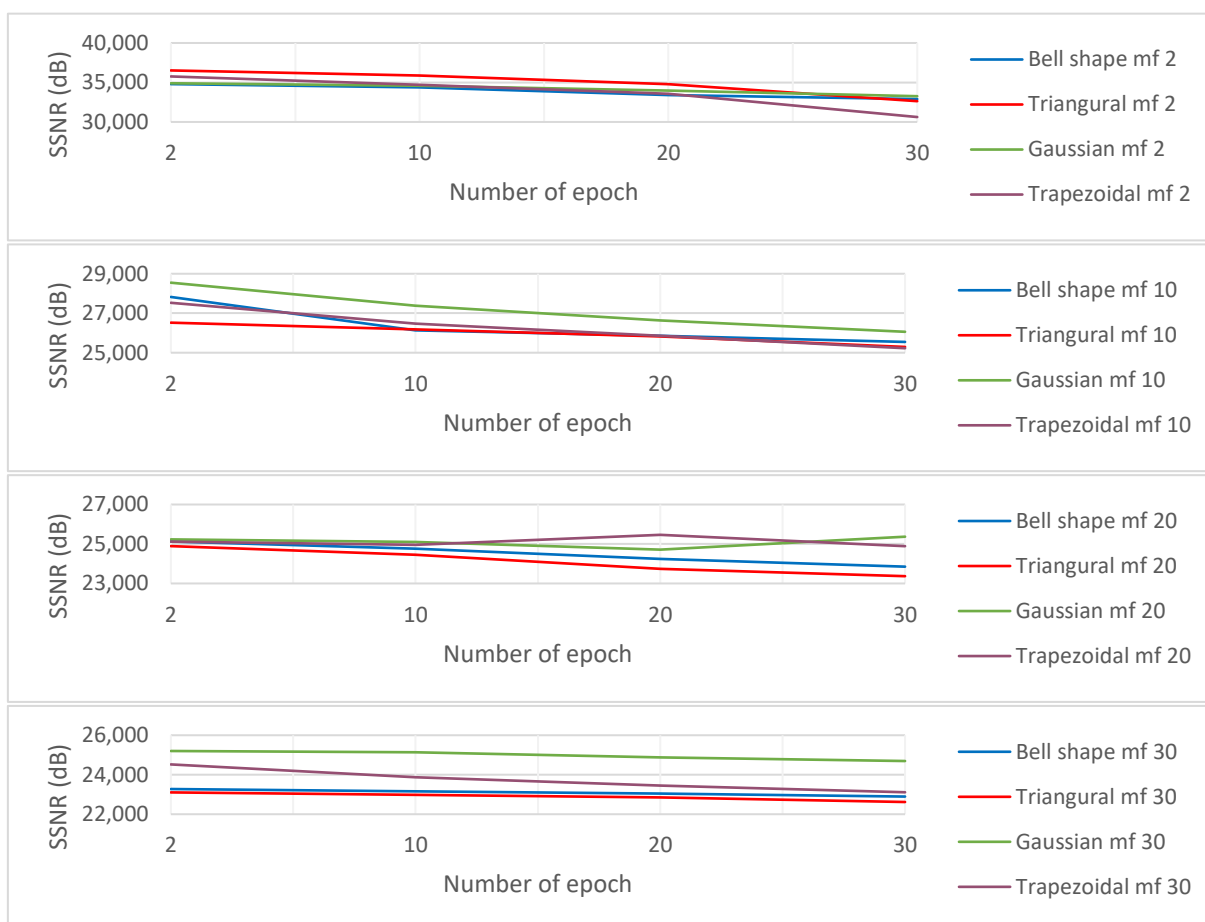 40,000
35,000
30,000
SSNR (dB)
2 10 20 30
Number of epoch
Bell shape mf 2
Triangural mf 2
Gaussian mf 2
Trapezoidal mf 2
29,000
27,000
25,000
SSNR (dB)
2 10 20 30
Number of epoch
Bell shape mf 10
Triangural mf 10
Gaussian mf 10
Trapezoidal mf 10
27,000
25,000
23,000
SSNR (dB)
2 10 20 30
Number of epoch
Bell shape mf 20
Triangural mf 20
Gaussian mf 20
Trapezoidal mf 20
26,000
24,000
22,000
SSNR (dB)
2 10 20 30
Number of epoch
Bell shape mf 30
Triangural mf 30
Gaussian mf 30
Trapezoidal mf 30